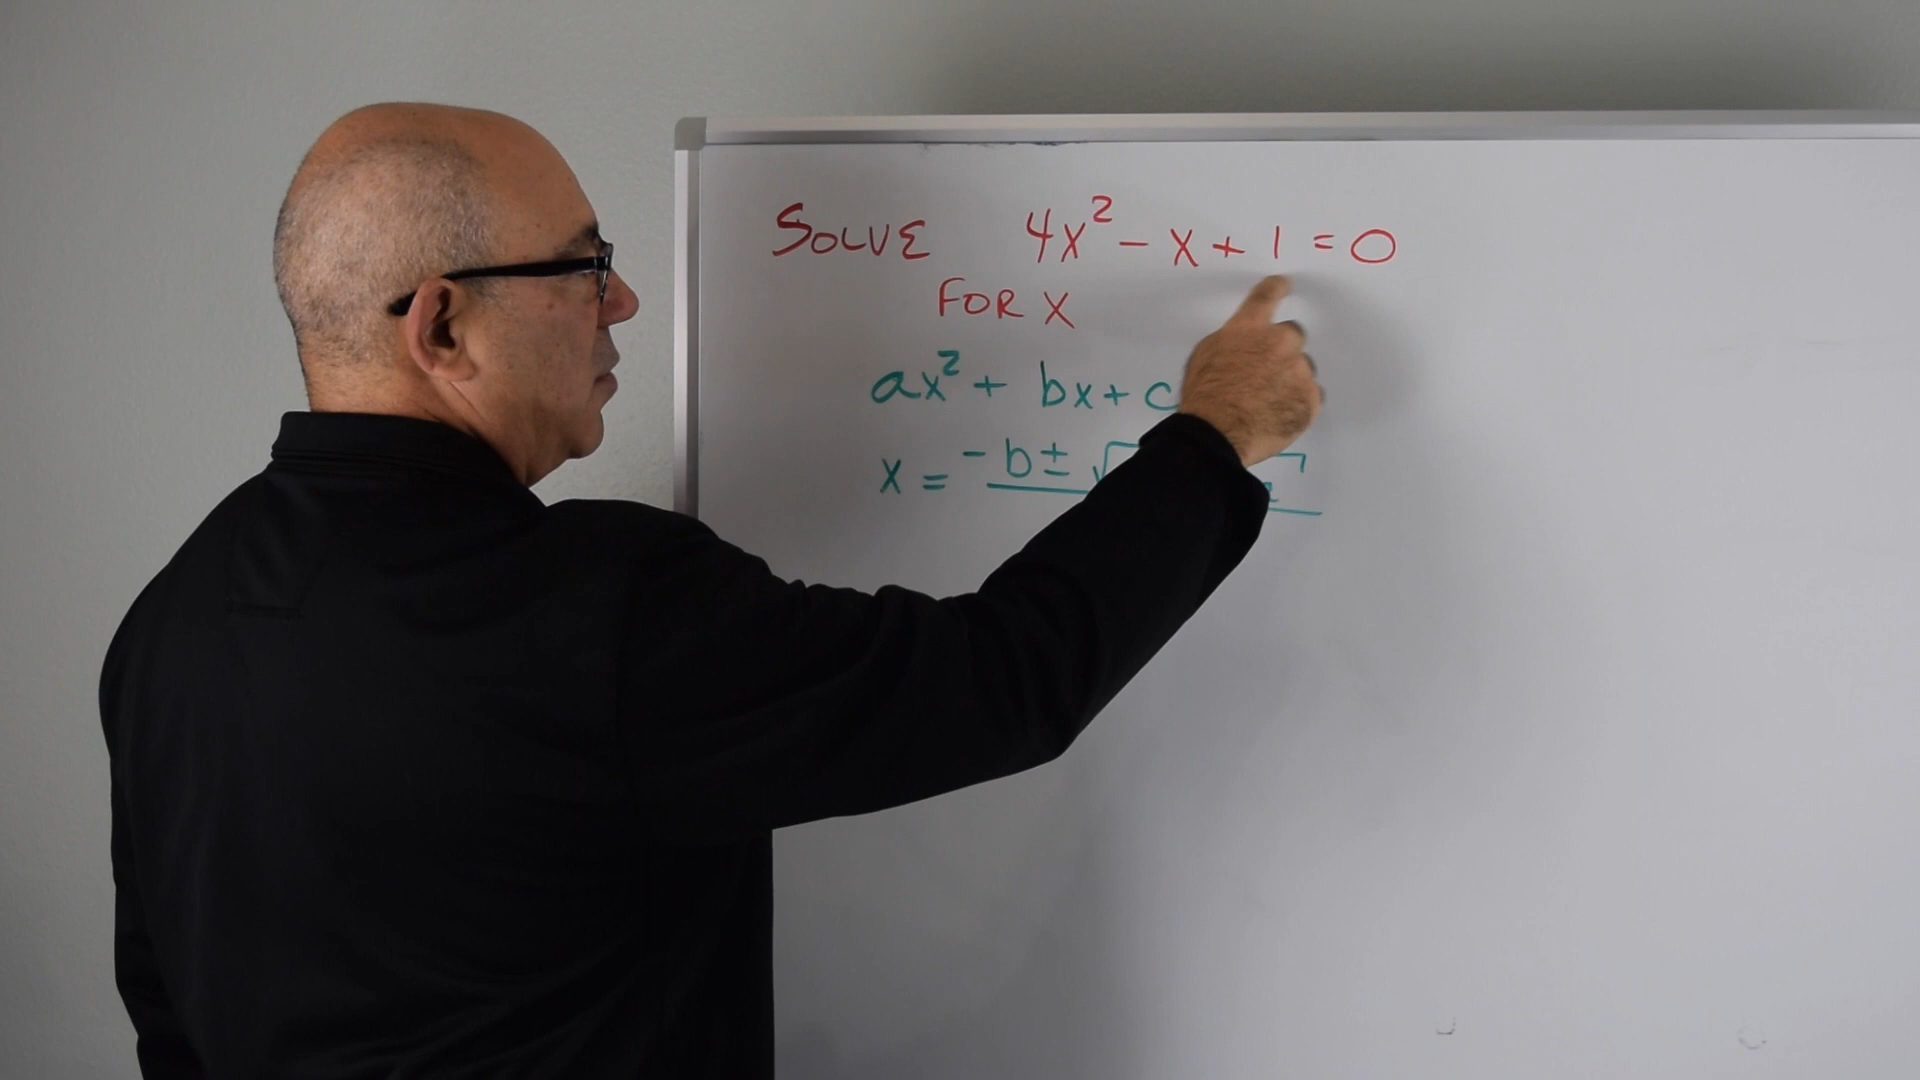 SOLVE 4x² - x + 1 = 0
FOR X
ax² + bx + c
x = -b ± √